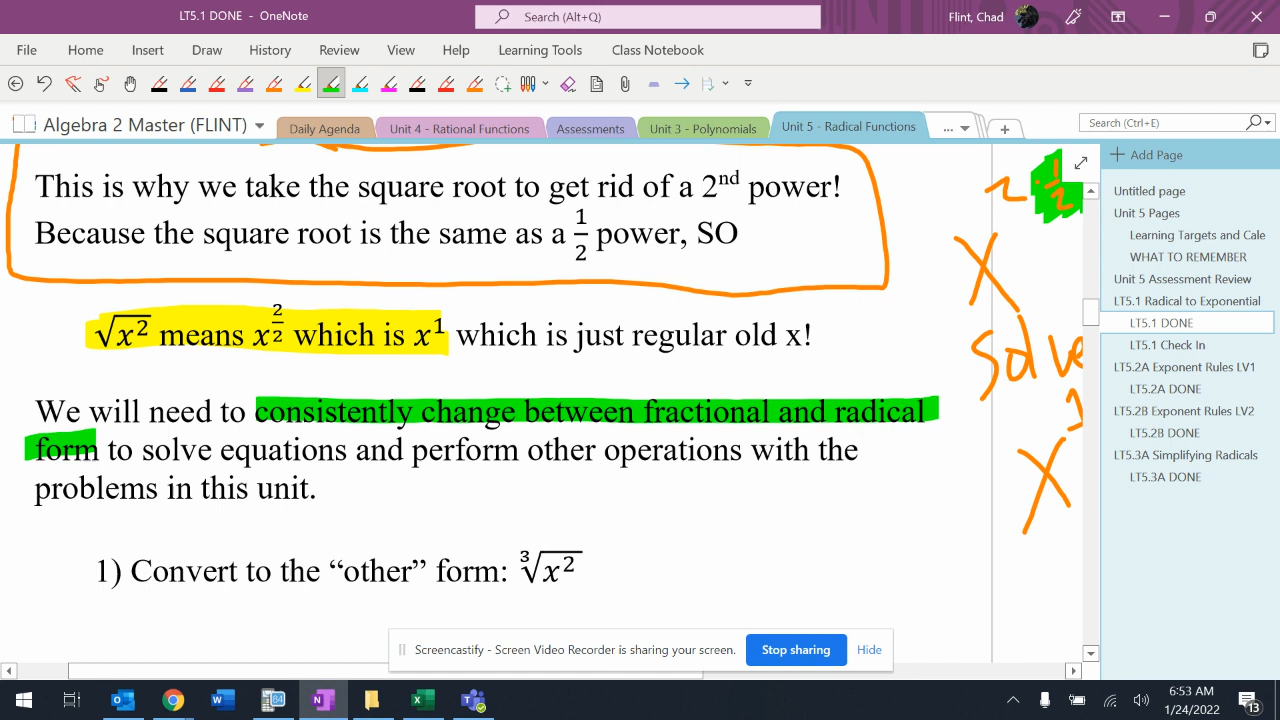 LT5.1 DONE - OneNote
Search (Alt+Q)
Flint, Chad
File Home Insert Draw History Review View Help Learning Tools Class Notebook
Algebra 2 Master (FLINT)
Daily Agenda
Unit 4 - Rational Functions
Assessments
Unit 3 - Polynomials
Unit 5 - Radical Functions
...
Search (Ctrl+E)
This is why we take the square root to get rid of a 2nd power!
Because the square root is the same as a 1/2 power, SO
√x² means x^(2/2) which is x¹ which is just regular old x!
We will need to consistently change between fractional and radical
form to solve equations and perform other operations with the
problems in this unit.
1) Convert to the “other” form: ∛x²
2 · 1/2
X
Solve
X
Add Page
Untitled page
Unit 5 Pages
Learning Targets and Cale
WHAT TO REMEMBER
Unit 5 Assessment Review
LT5.1 Radical to Exponential
LT5.1 DONE
LT5.1 Check In
LT5.2A Exponent Rules LV1
LT5.2A DONE
LT5.2B Exponent Rules LV2
LT5.2B DONE
LT5.3A Simplifying Radicals
LT5.3A DONE
Screencastify - Screen Video Recorder is sharing your screen.
Stop sharing
Hide
6:53 AM
1/24/2022
13